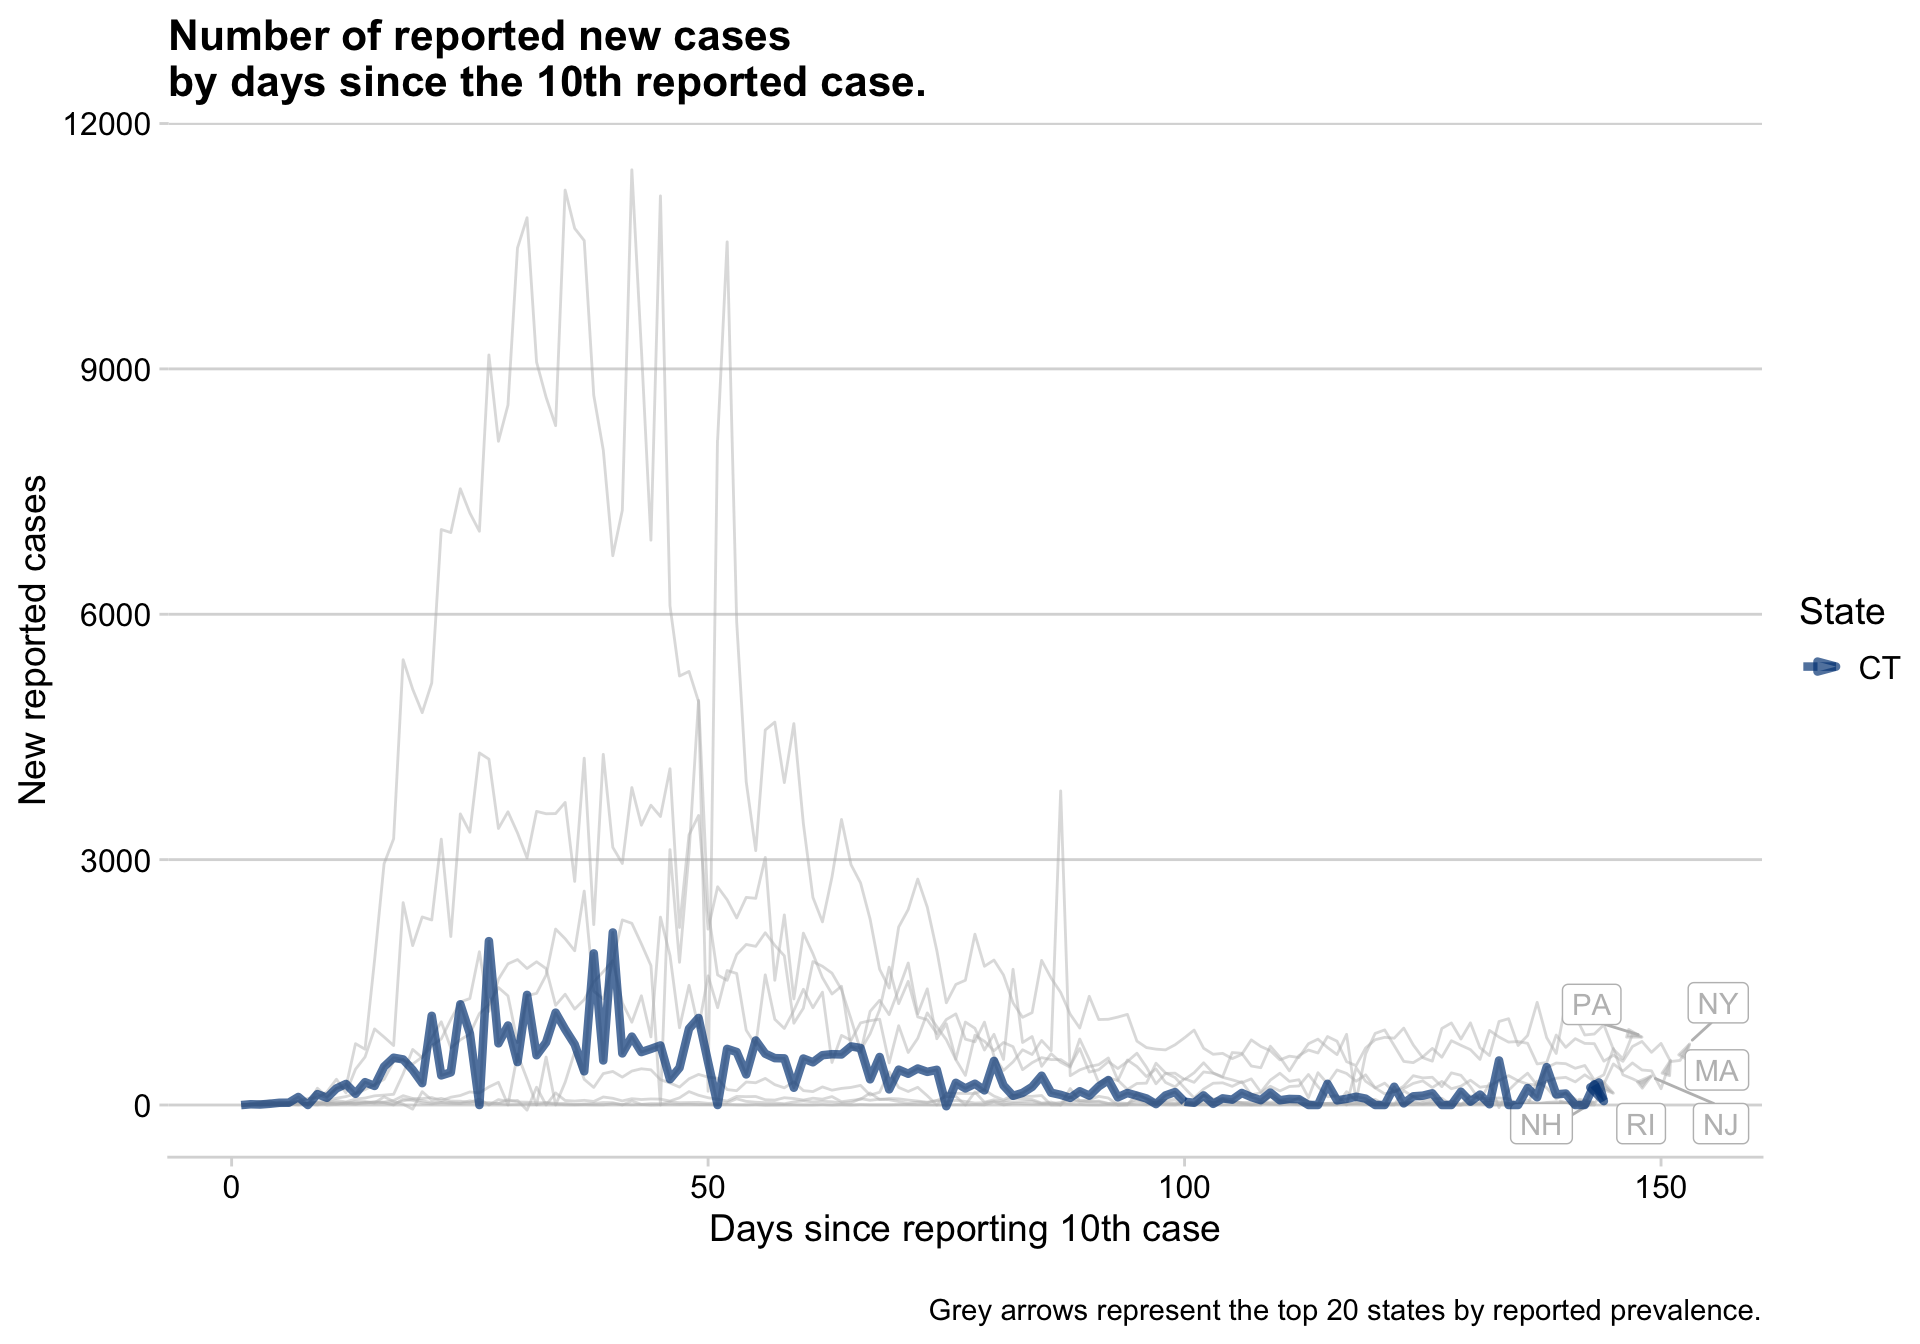 Number of reported new cases
by days since the 10th reported case.
12000
9000
6000
3000
0
New reported cases
PA
NY
MA
NH
RI
NJ
0
50
100
150
Days since reporting 10th case
State
CT
Grey arrows represent the top 20 states by reported prevalence.